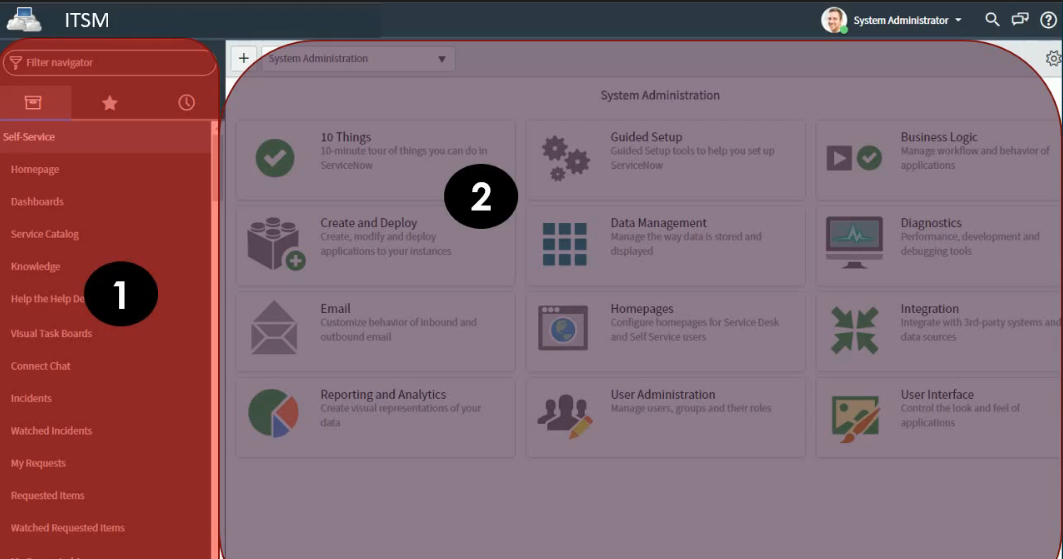 ITSM
System Administrator
Filter navigator
System Administration
System Administration
Self-Service
Homepage
Dashboards
Service Catalog
Knowledge
Help the Help De
Visual Task Boards
Connect Chat
Incidents
Watched Incidents
My Requests
Requested Items
Watched Requested Items
1
2
10 Things
10-minute tour of things you can do in
ServiceNow
Guided Setup
Guided Setup tools to help you set up
ServiceNow
Business Logic
Manage workflow and behavior of
applications
Create and Deploy
Create, modify and deploy
applications to your instances
Data Management
Manage the way data is stored and
displayed
Diagnostics
Performance, development and
debugging tools
Email
Customize behavior of inbound and
outbound email
Homepages
Configure homepages for Service Desk
and Self Service users
Integration
Integrate with 3rd-party systems and
data sources
Reporting and Analytics
Create visual representations of your
data
User Administration
Manage users, groups and their roles
User Interface
Control the look and feel of
applications